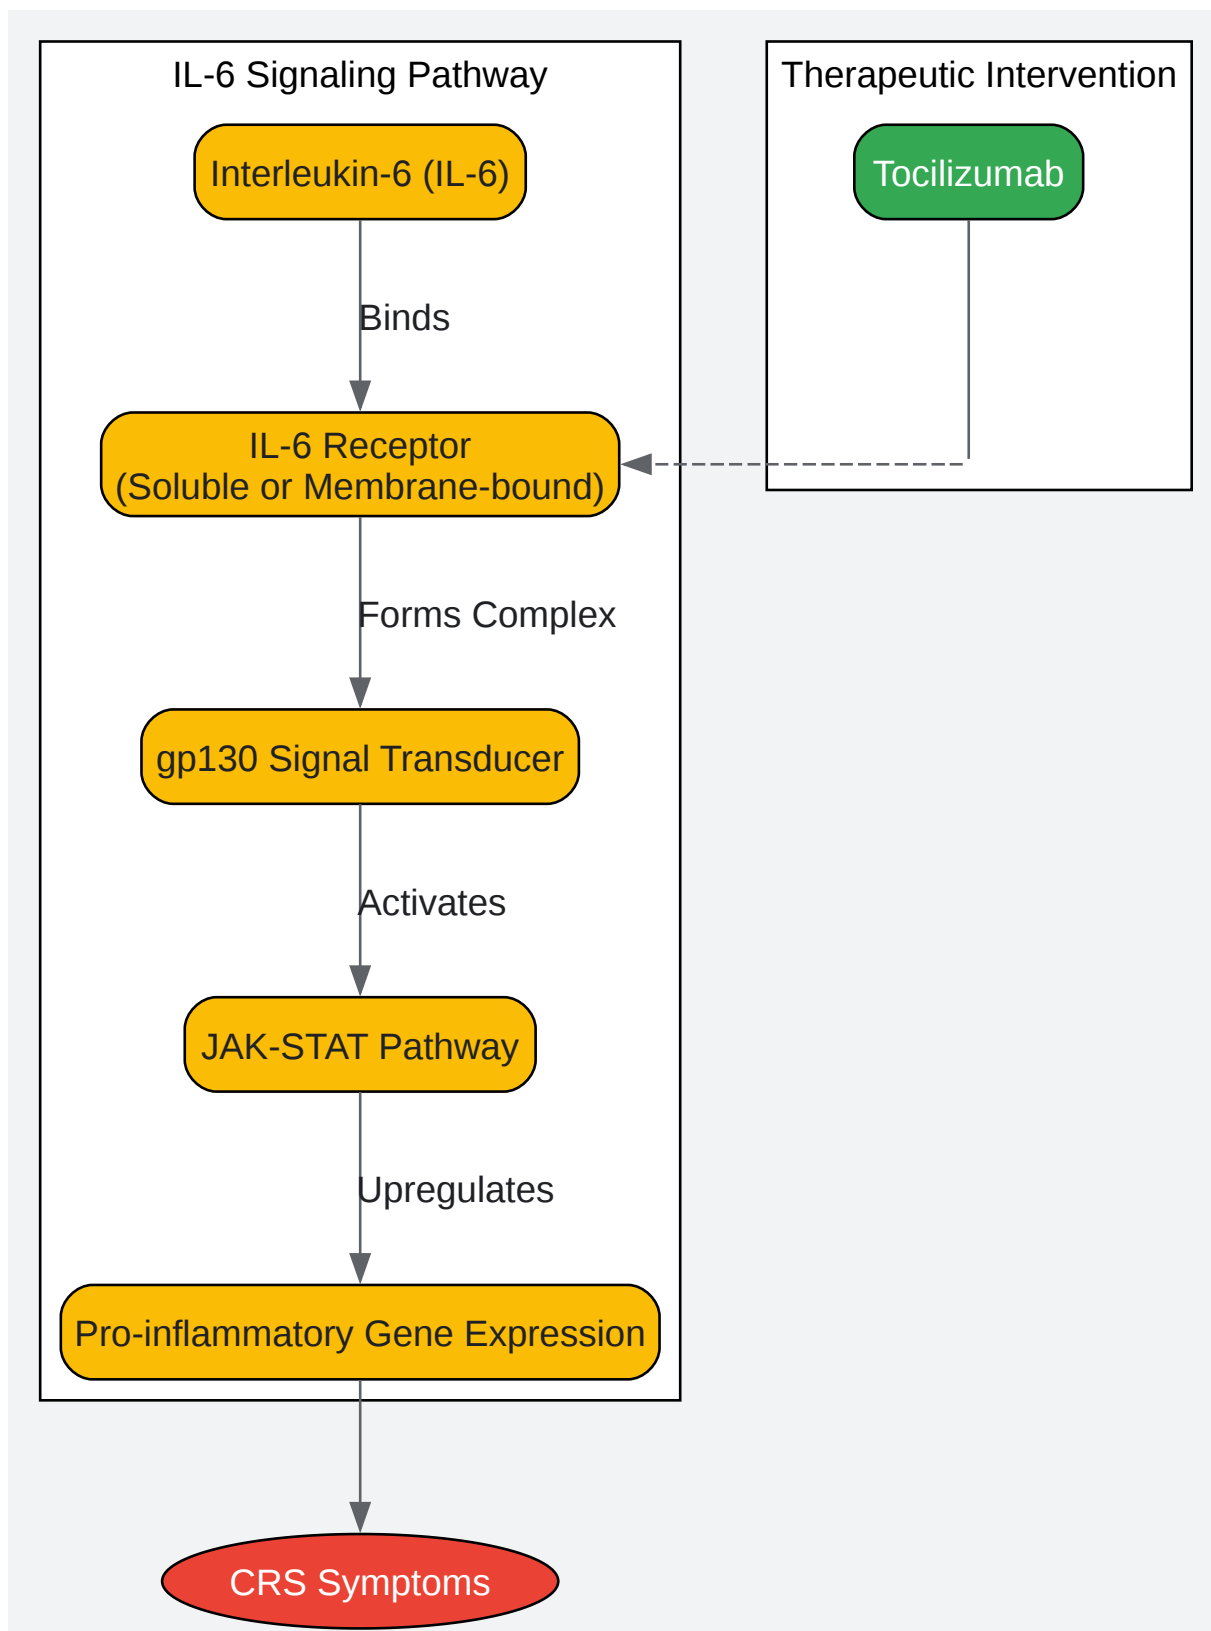 IL-6 Signaling Pathway
Therapeutic Intervention
Interleukin-6 (IL-6)
Tocilizumab
Binds
IL-6 Receptor
(Soluble or Membrane-bound)
Forms Complex
gp130 Signal Transducer
Activates
JAK-STAT Pathway
Upregulates
Pro-inflammatory Gene Expression
CRS Symptoms